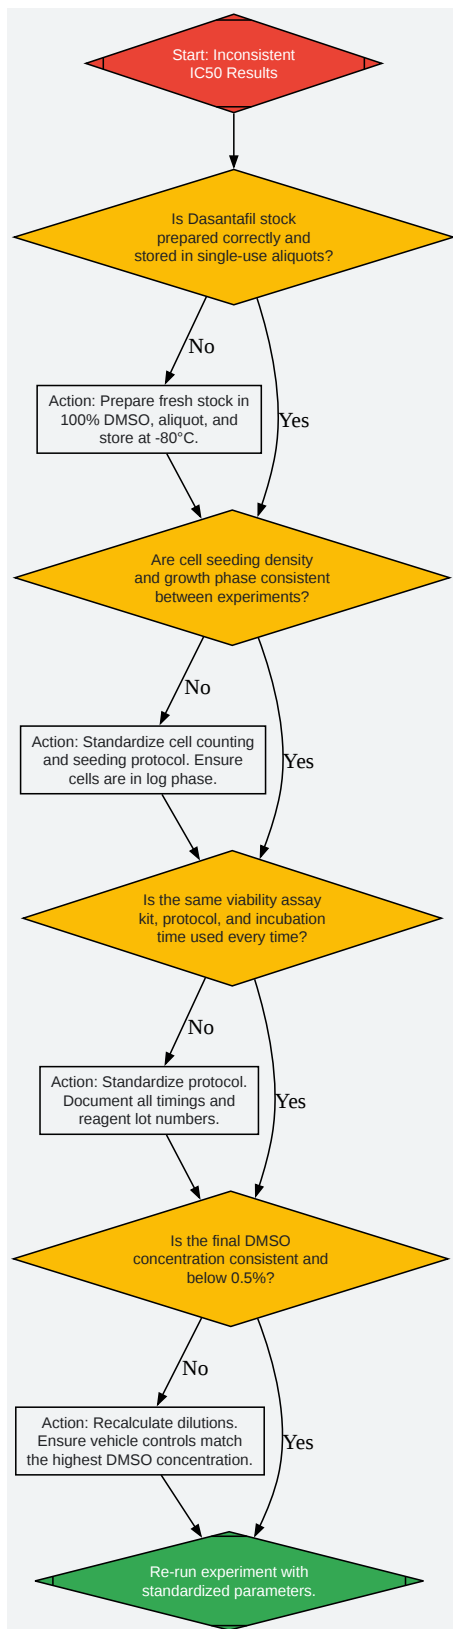 Start: Inconsistent
IC50 Results
Is Dasantafil stock
prepared correctly and
stored in single-use aliquots?
No
Action: Prepare fresh stock in
100% DMSO, aliquot, and
store at -80°C.
Yes
Are cell seeding density
and growth phase consistent
between experiments?
No
Action: Standardize cell counting
and seeding protocol. Ensure
cells are in log phase.
Yes
Is the same viability assay
kit, protocol, and incubation
time used every time?
No
Action: Standardize protocol.
Document all timings and
reagent lot numbers.
Yes
Is the final DMSO
concentration consistent and
below 0.5%?
No
Action: Recalculate dilutions.
Ensure vehicle controls match
the highest DMSO concentration.
Yes
Re-run experiment with
standardized parameters.